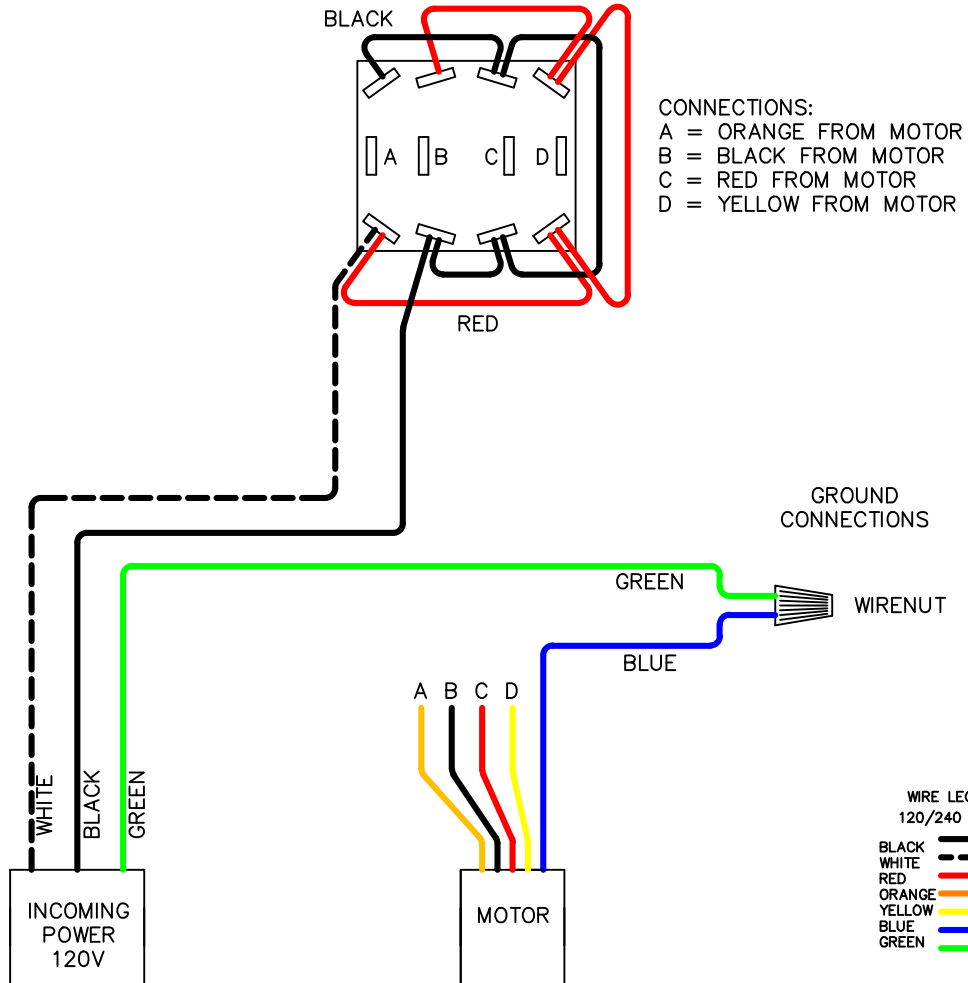 BLACK
CONNECTIONS:
A = ORANGE FROM MOTOR
B = BLACK FROM MOTOR
C = RED FROM MOTOR
D = YELLOW FROM MOTOR
A B C D
RED
GROUND
CONNECTIONS
GREEN
WIRENUT
BLUE
A B C D
WHITE
BLACK
GREEN
WIRE
120/240
BLACK
WHITE
RED
ORANGE
YELLOW
BLUE
GREEN
INCOMING
POWER
120V
MOTOR